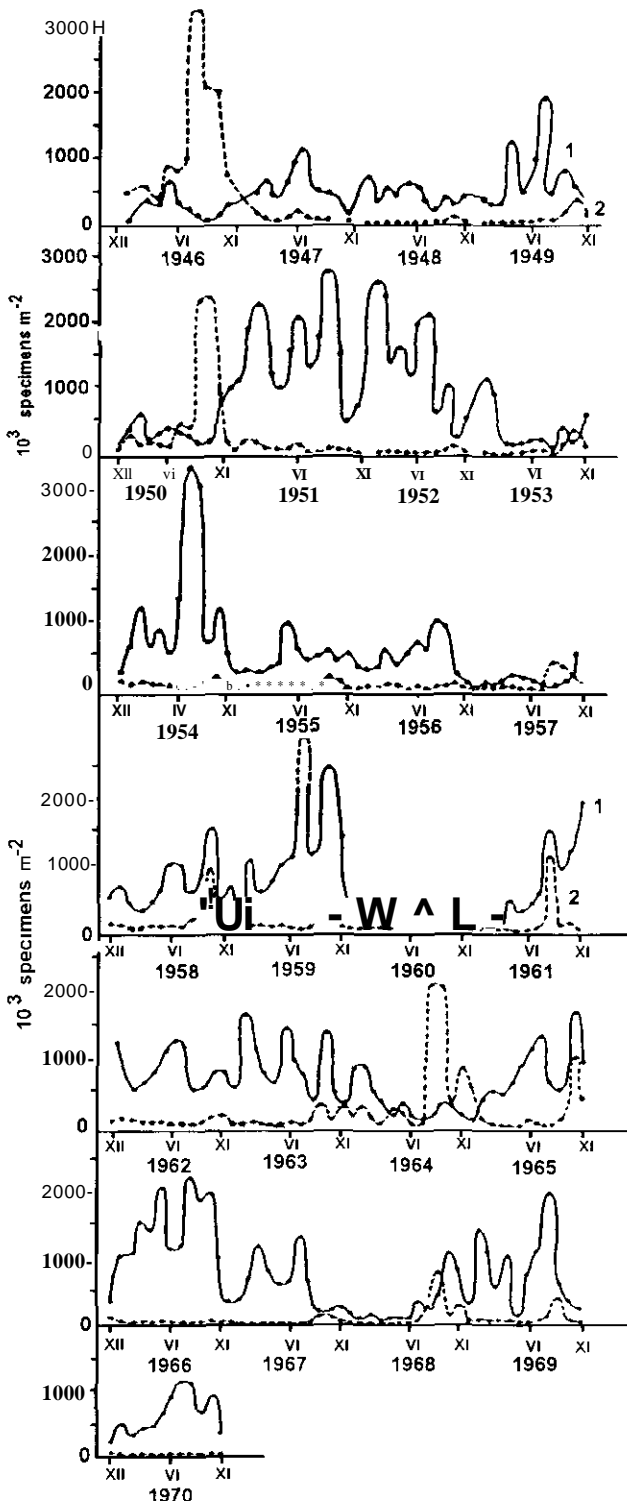 3000H
2000
1000
0
1
2
XII VI XI VI XI VI XI VI XI
1946 1947 1948 1949
10³ specimens m⁻²
3000
2000
1000
0
XII vi XI VI XI VI XI VI XI
1950 1951 1952 1953
3000-
2000-
1000-
0
b * * * * * *
XII IV XI VI XI VI XI VI XI
1954 1955 1956 1957
10³ specimens m⁻²
2000-
1000-
0
1
2
"Ui - W ^ L -
XII VI XI VI XI VI XI VI XI
1958 1959 1960 1961
2000-
1000-
0
XII VI XI VI XI VI XI VI XI
1962 1963 1964 1965
2000-
1000
0
XII VI XI VI XI VI XI VI XI
1966 1967 1968 1969
1000
0
XII VI XI
1970